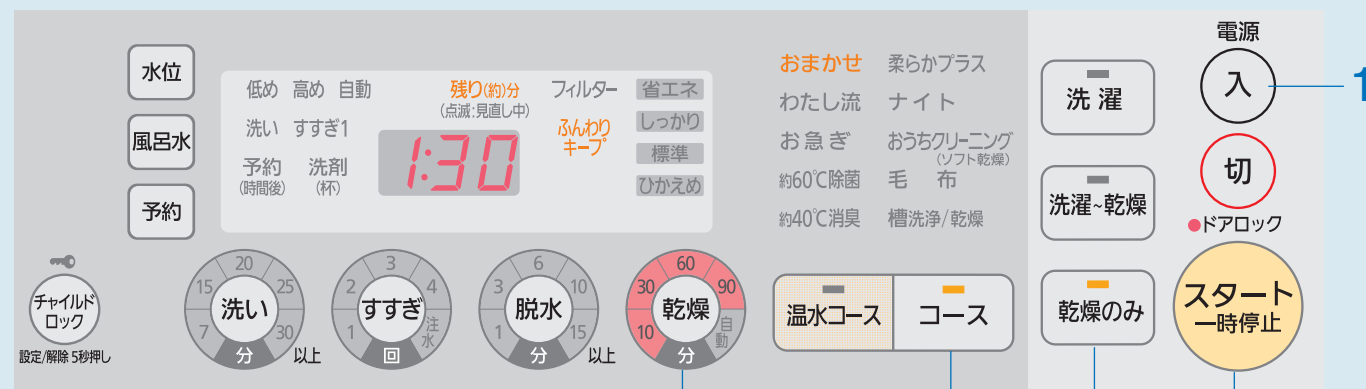 水位
風呂水
予約
チャイルド
ロック
設定/解除 5秒押し
低め 高め 自動
洗い すすぎ1
予約 洗剤
(時間後) (杯)
残り(約)分
(点滅:見直し中)
1:30
フィルター
ふんわり
キープ
省エネ
しっかり
標準
ひかえめ
7 15 20 25 30
洗い
分
以上
1 2 3 4 注水
すすぎ
回
1 3 6 10 15
脱水
分
以上
10 30 60 90 自動
乾燥
分
おまかせ 柔らかプラス
わたし流 ナイト
お急ぎ おうちクリーニング
(ソフト乾燥)
約60℃除菌 毛布
約40℃消臭 槽洗浄/乾燥
温水コース
コース
洗濯
洗濯~乾燥
乾燥のみ
電源
入
1
切
ドアロック
スタート
一時停止